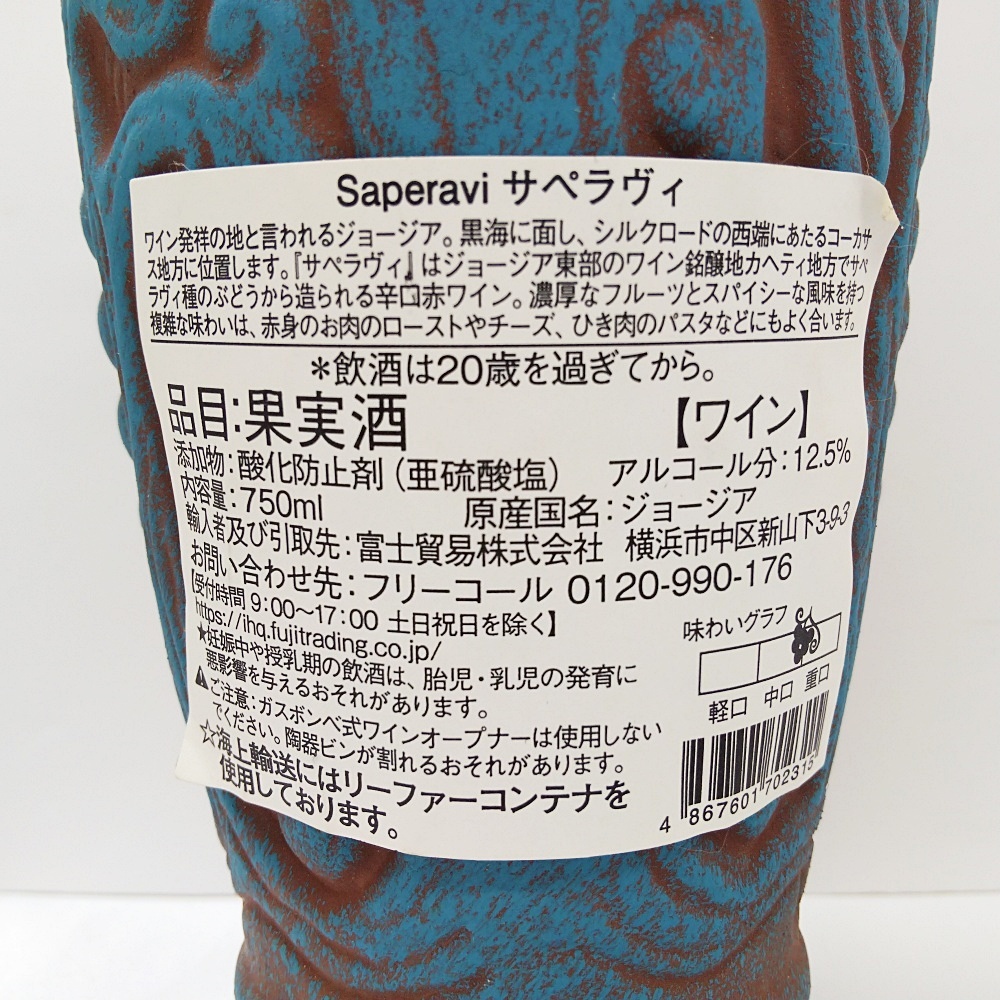 Saperavi サペラヴィ
ワイン発祥の地と言われるジョージア。黒海に面し、シルクロードの西端にあたるコーカサ
ス地方に位置します。『サペラヴィ』はジョージア東部のワイン銘醸地カヘティ地方でサペ
ラヴィ種のぶどうから造られる辛口赤ワイン。濃厚なフルーツとスパイシーな風味を持つ
複雑な味わいは、赤身のお肉のローストやチーズ、ひき肉のパスタなどにもよく合います。
＊飲酒は20歳を過ぎてから。
品目:果実酒 【ワイン】
添加物:酸化防止剤（亜硫酸塩） アルコール分:12.5%
内容量:750ml 原産国名:ジョージア
輸入者及び引取先:富士貿易株式会社 横浜市中区新山下3-9-3
お問い合わせ先:フリーコール 0120-990-176
【受付時間 9:00～17:00 土日祝日を除く】
https://ihq.fujitrading.co.jp/
味わいグラフ
軽口 中口 重口
★妊娠中や授乳期の飲酒は、胎児・乳児の発育に
悪影響を与えるおそれがあります。
⚠ご注意:ガスボンベ式ワインオープナーは使用しない
でください。陶器ビンが割れるおそれがあります。
☆海上輸送にはリーファーコンテナを
使用しております。
4 867601 702315